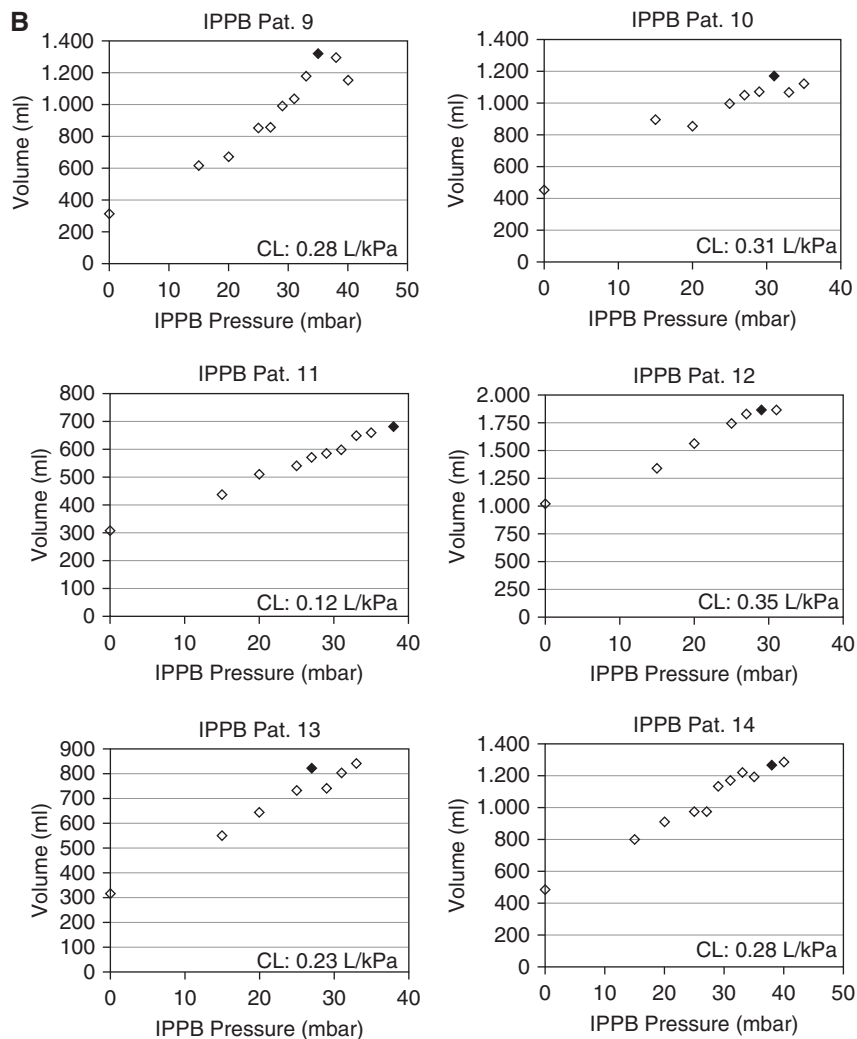 B
IPPB Pat. 9
1.400
1.200
1.000
800
600
400
200
0
Volume (ml)
CL: 0.28 L/kPa
0 10 20 30 40 50
IPPB Pressure (mbar)
IPPB Pat. 10
1.400
1.200
1.000
800
600
400
200
0
Volume (ml)
CL: 0.31 L/kPa
0 10 20 30 40
IPPB Pressure (mbar)
IPPB Pat. 11
800
700
600
500
400
300
200
100
0
Volume (ml)
CL: 0.12 L/kPa
0 10 20 30 40
IPPB Pressure (mbar)
IPPB Pat. 12
2.000
1.750
1.500
1.250
1.000
750
500
250
0
Volume (ml)
CL: 0.35 L/kPa
0 10 20 30 40
IPPB Pressure (mbar)
IPPB Pat. 13
900
800
700
600
500
400
300
200
100
0
Volume (ml)
CL: 0.23 L/kPa
0 10 20 30 40
IPPB Pressure (mbar)
IPPB Pat. 14
1.400
1.200
1.000
800
600
400
200
0
Volume (ml)
CL: 0.28 L/kPa
0 10 20 30 40 50
IPPB Pressure (mbar)